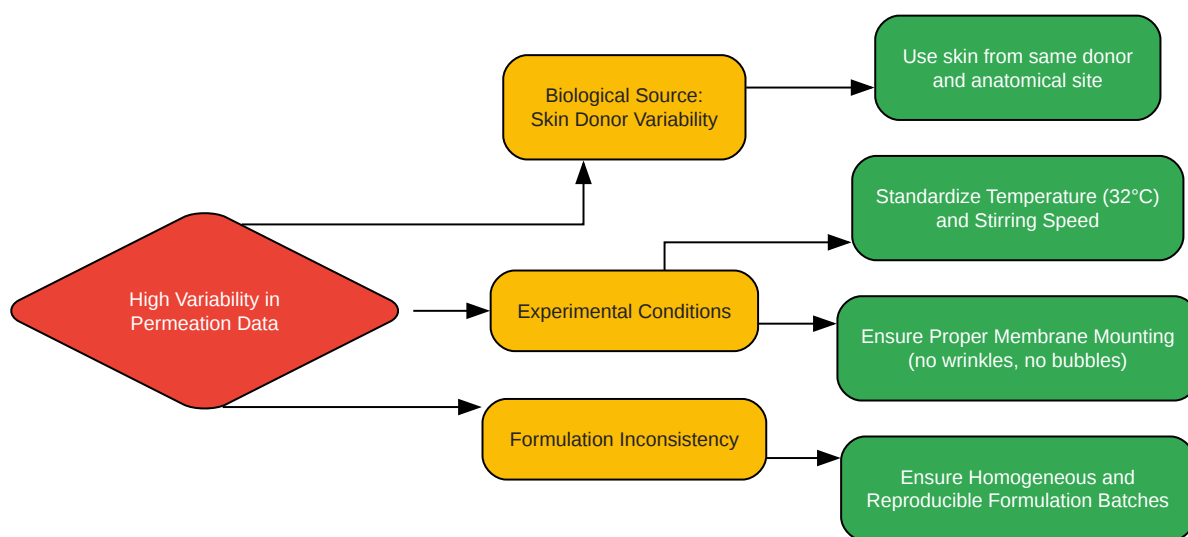 High Variability in
Permeation Data
Biological Source:
Skin Donor Variability
Use skin from same donor
and anatomical site
Experimental Conditions
Standardize Temperature (32°C)
and Stirring Speed
Ensure Proper Membrane Mounting
(no wrinkles, no bubbles)
Formulation Inconsistency
Ensure Homogeneous and
Reproducible Formulation Batches